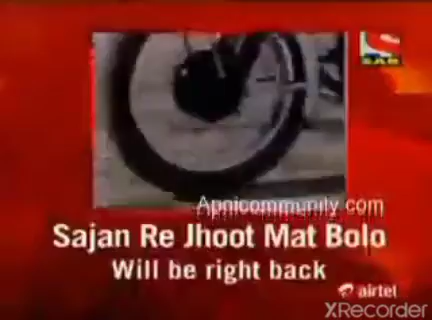 SAB
Apnicommunity.com
Sajan Re Jhoot Mat Bolo
Will be right back
airtel
XRecorder